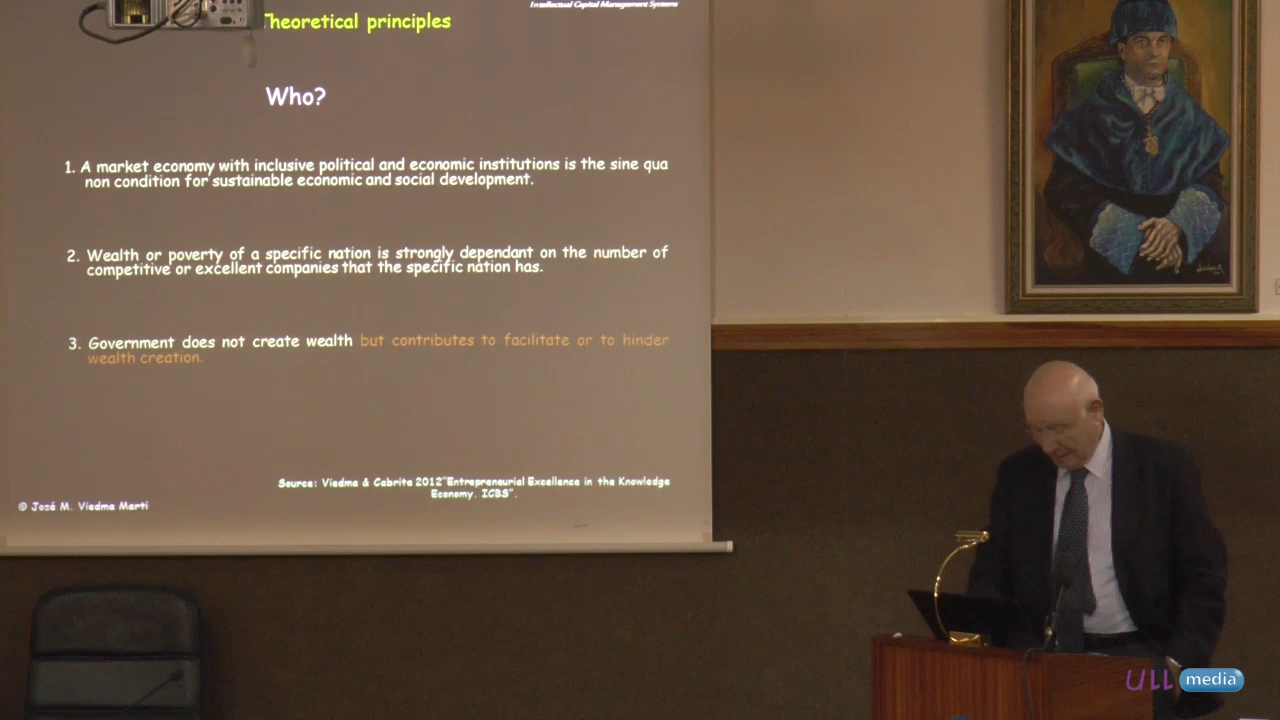 Intellectual Capital Management Systems
Theoretical principles
Who?
1. A market economy with inclusive political and economic institutions is the sine qua
non condition for sustainable economic and social development.
2. Wealth or poverty of a specific nation is strongly dependant on the number of
competitive or excellent companies that the specific nation has.
3. Government does not create wealth but contributes to facilitate or to hinder
wealth creation.
Source: Viedma & Cabrita 2012"Entrepreneurial Excellence in the Knowledge
Economy. ICBS".
© José M. Viedma Marti
ULL media